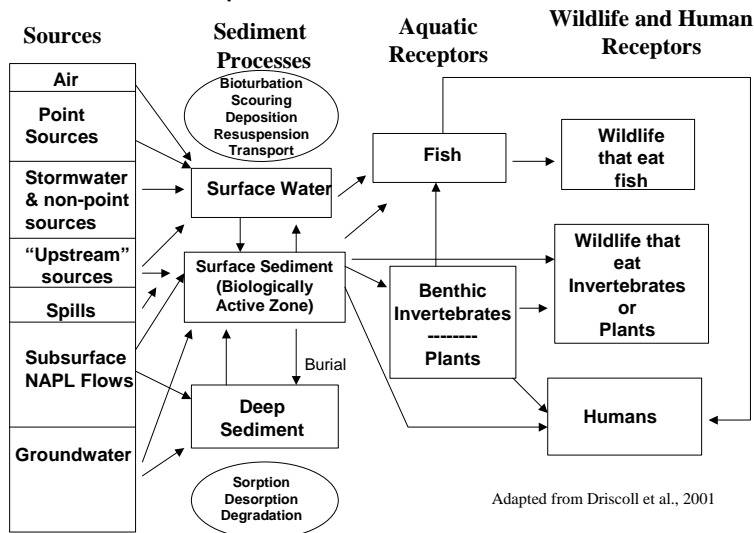 Sources
Sediment
Processes
Aquatic
Receptors
Wildlife and Human
Receptors
Air
Point
Sources
Stormwater
& non-point
sources
“Upstream”
sources
Spills
Subsurface
NAPL Flows
Groundwater
Bioturbation
Scouring
Deposition
Resuspension
Transport
Surface Water
Surface Sediment
(Biologically
Active Zone)
Burial
Deep
Sediment
Sorption
Desorption
Degradation
Fish
Benthic
Invertebrates
--------
Plants
Wildlife
that eat
fish
Wildlife that
eat
Invertebrates
or
Plants
Humans
Adapted from Driscoll et al., 2001